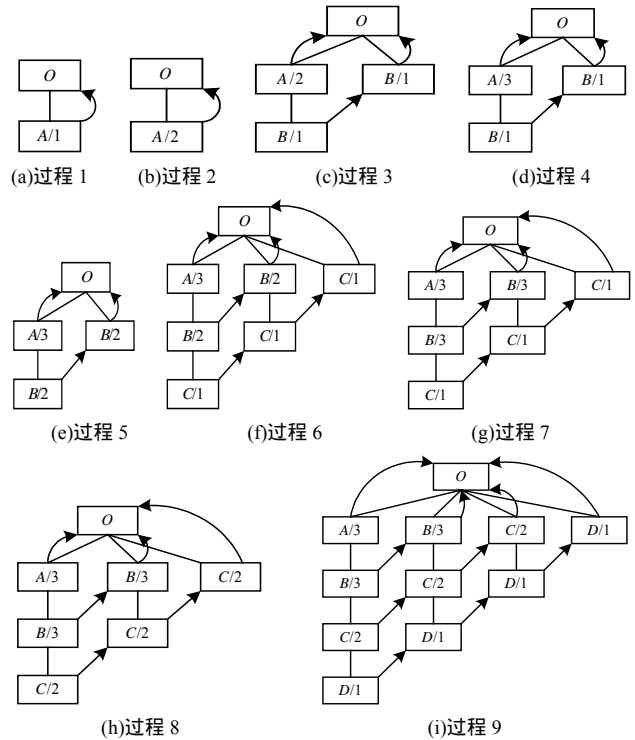 O
A/1
(a)过程 1
O
A/2
(b)过程 2
O
A/2 B/1
B/1
(c)过程 3
O
A/3 B/1
B/1
(d)过程 4
O
A/3 B/2
B/2
(e)过程 5
O
A/3 B/2 C/1
B/2 C/1
C/1
(f)过程 6
O
A/3 B/3 C/1
B/3 C/1
C/1
(g)过程 7
O
A/3 B/3 C/2
B/3 C/2
C/2
(h)过程 8
O
A/3 B/3 C/2 D/1
B/3 C/2 D/1
C/2 D/1
D/1
(i)过程 9